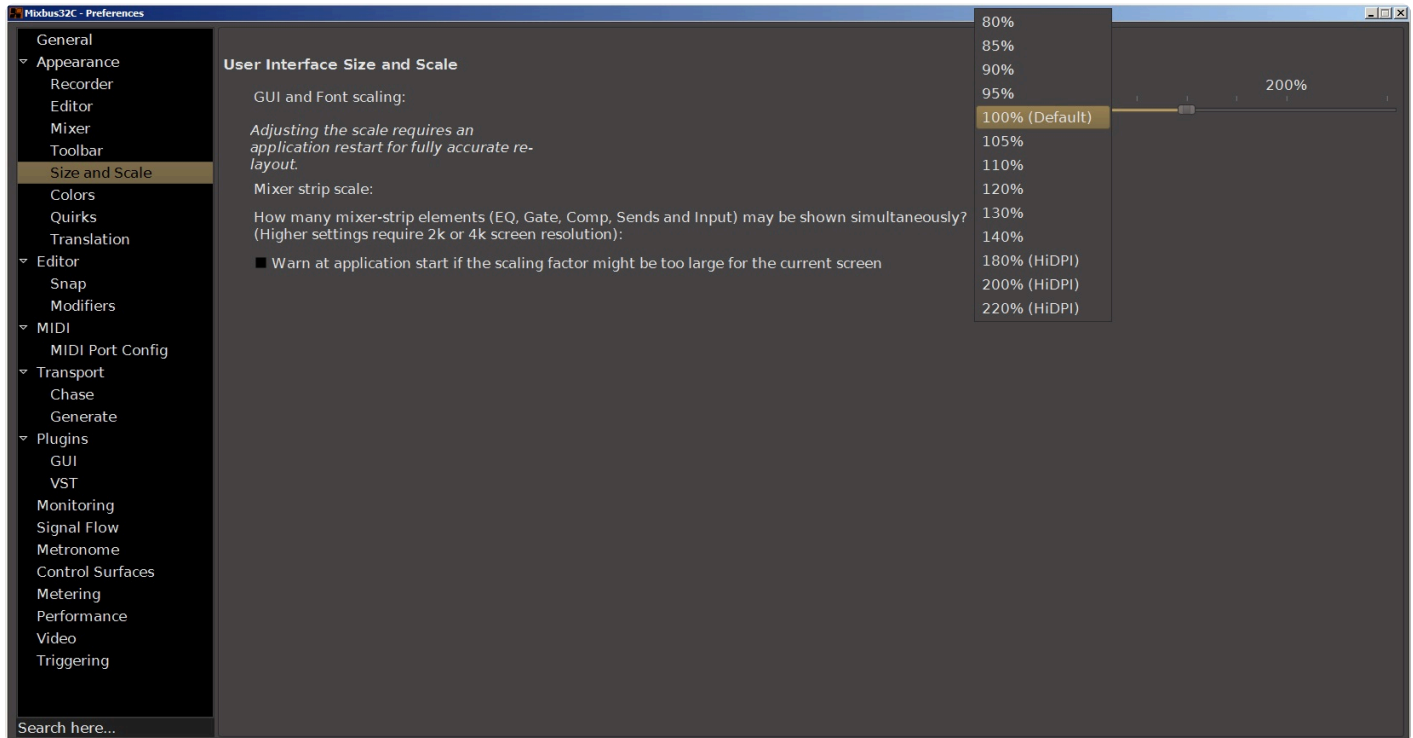 Mixbus32C - Preferences
General
Appearance
Recorder
Editor
Mixer
Toolbar
Size and Scale
Colors
Quirks
Translation
Editor
Snap
Modifiers
MIDI
MIDI Port Config
Transport
Chase
Generate
Plugins
GUI
VST
Monitoring
Signal Flow
Metronome
Control Surfaces
Metering
Performance
Video
Triggering
Search here...
User Interface Size and Scale
GUI and Font scaling:
200%
Adjusting the scale requires an
application restart for fully accurate re-
layout.
Mixer strip scale:
How many mixer-strip elements (EQ, Gate, Comp, Sends and Input) may be shown simultaneously?
(Higher settings require 2k or 4k screen resolution):
Warn at application start if the scaling factor might be too large for the current screen
80%
85%
90%
95%
100% (Default)
105%
110%
120%
130%
140%
180% (HiDPI)
200% (HiDPI)
220% (HiDPI)